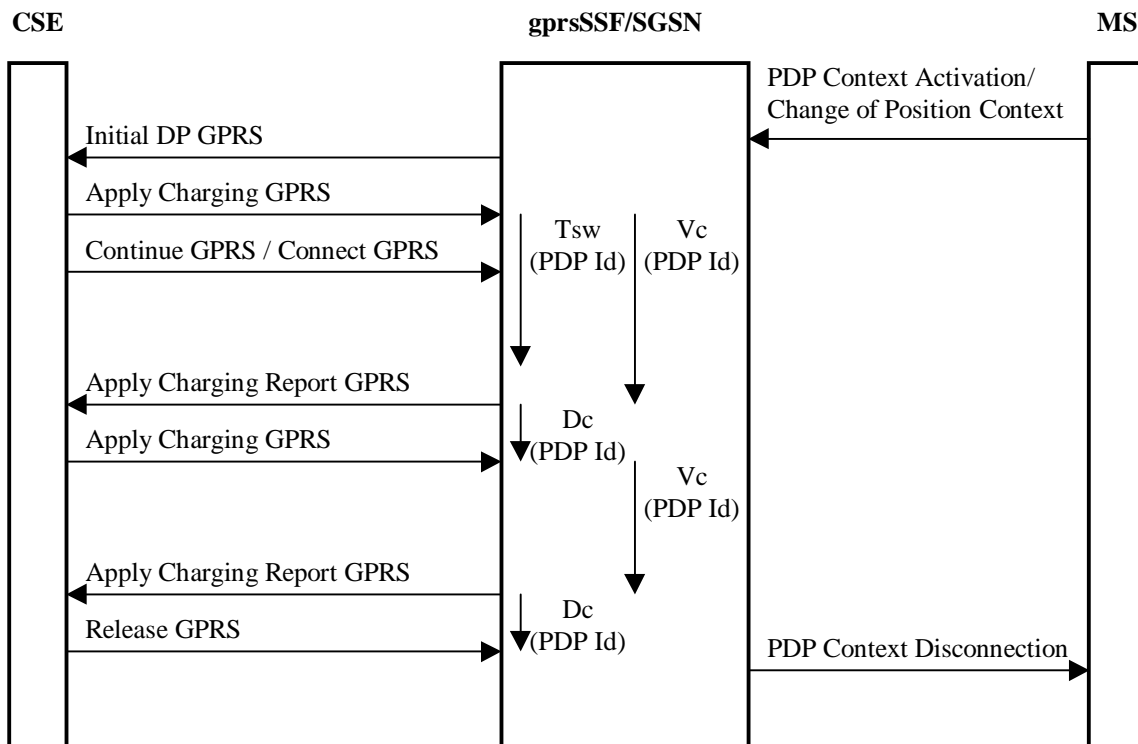 CSE
gprsSSF/SGSN
MS
PDP Context Activation/
Change of Position Context
Initial DP GPRS
Apply Charging GPRS
Tsw
(PDP Id)
Vc
(PDP Id)
Continue GPRS / Connect GPRS
Apply Charging Report GPRS
Dc
(PDP Id)
Apply Charging GPRS
Vc
(PDP Id)
Apply Charging Report GPRS
Dc
(PDP Id)
Release GPRS
PDP Context Disconnection